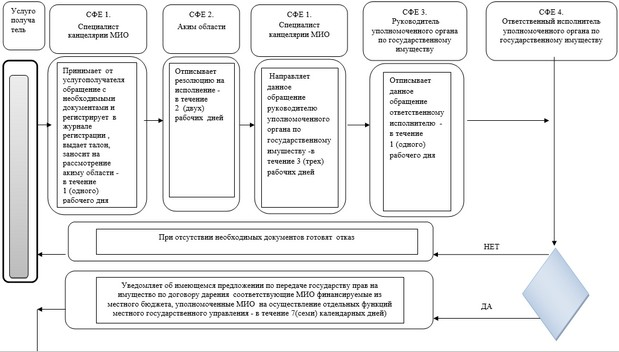 Услуго
получа
тель
СФЕ 1.
Специалист
канцелярии МИО
СФЕ 2.
Аким области
СФЕ 1.
Специалист
канцелярии МИО
СФЕ 3.
Руководитель
уполномоченного органа
по государственному
имуществу
СФЕ 4.
Ответственный исполнитель
уполномоченного органа по
государственному имуществу
Принимает от
услугополучателя
обращение с
необходимыми
документами и
регистрирует в
журнале
регистрации ,
выдает талон,
заносит на
рассмотрение
акиму области -
в течение
1 (одного)
рабочего дня
Отписывает
резолюцию на
исполнение -
в течение
2 (двух)
рабочих дней
Направляет
данное
обращение
руководителю
уполномоченного
органа по
государственному
имушеству -в
течение 3 (трех)
рабочих дней
Отписывает
данное
обращение
ответственному
исполнителю -
в течение
1 (одного)
рабочего дня
При отсутствии необходимых документов готовят отказ
НЕТ
Уведомляет об имеющемся предложении по передаче государству прав на
имущество по договору дарения соответствующие МИО финансируемые из
местного бюджета, уполномоченные МИО на осуществление отдельных функций
местного государственного управления - в течение 7(семи) календарных дней)
ДА